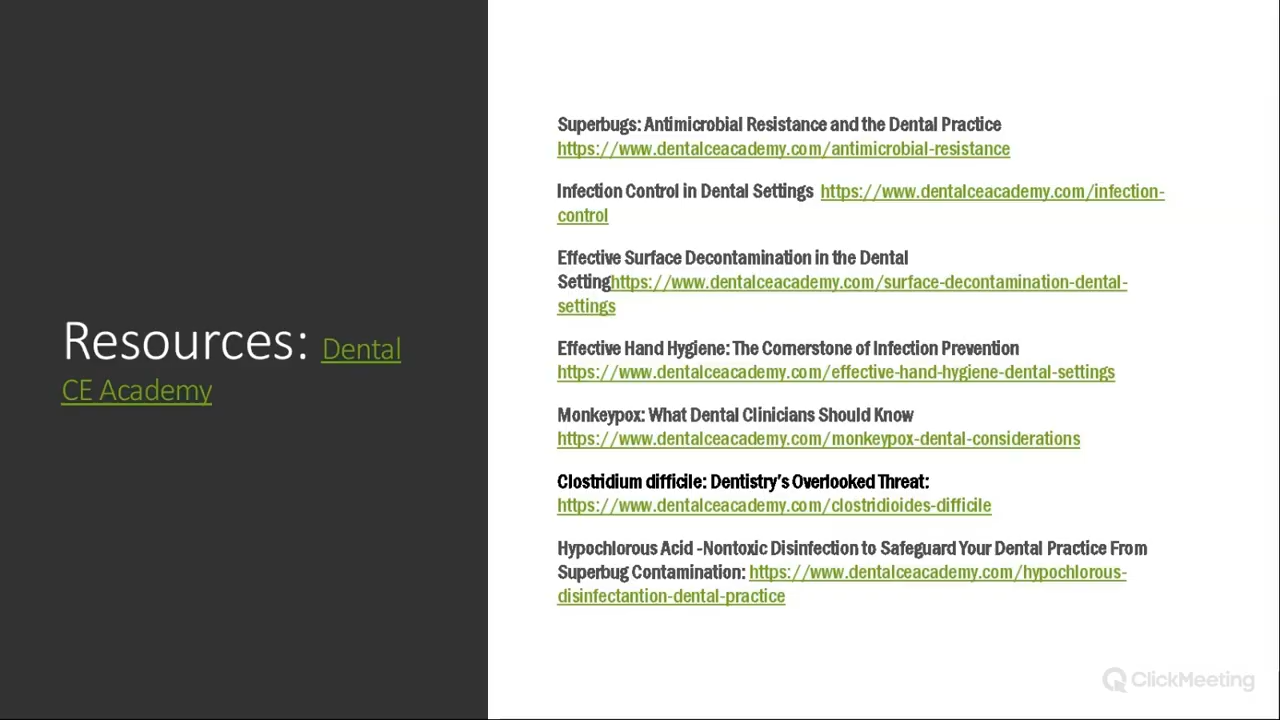 Resources: Dental
CE Academy
Superbugs: Antimicrobial Resistance and the Dental Practice
https://www.dentalceacademy.com/antimicrobial-resistance
Infection Control in Dental Settings https://www.dentalceacademy.com/infection-
control
Effective Surface Decontamination in the Dental
Settinghttps://www.dentalceacademy.com/surface-decontamination-dental-
settings
Effective Hand Hygiene: The Cornerstone of Infection Prevention
https://www.dentalceacademy.com/effective-hand-hygiene-dental-settings
Monkeypox: What Dental Clinicians Should Know
https://www.dentalceacademy.com/monkeypox-dental-considerations
Clostridium difficile: Dentistry's Overlooked Threat:
https://www.dentalceacademy.com/clostridioides-difficile
Hypochlorous Acid -Nontoxic Disinfection to Safeguard Your Dental Practice From
Superbug Contamination: https://www.dentalceacademy.com/hypochlorous-
disinfectantion-dental-practice
ClickMeeting